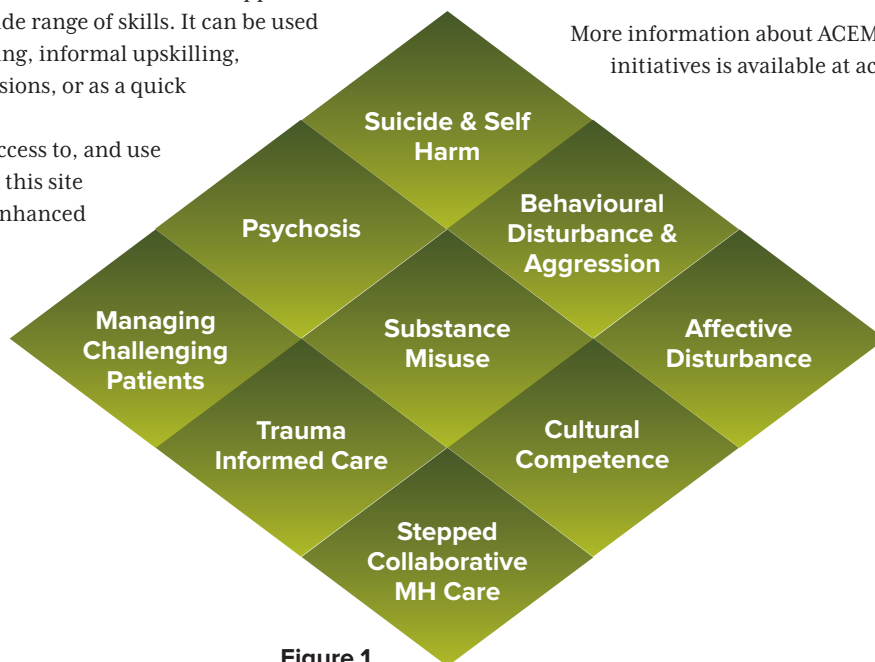 ide range of skills. It can be used
ing, informal upskilling,
sions, or as a quick
ccess to, and use
this site
nhanced
More information about ACEM
initiatives is available at ac
Suicide & Self
Harm
Psychosis
Behavioural
Disturbance &
Aggression
Managing
Challenging
Patients
Substance
Misuse
Affective
Disturbance
Trauma
Informed Care
Cultural
Competence
Stepped
Collaborative
MH Care
Figure 1